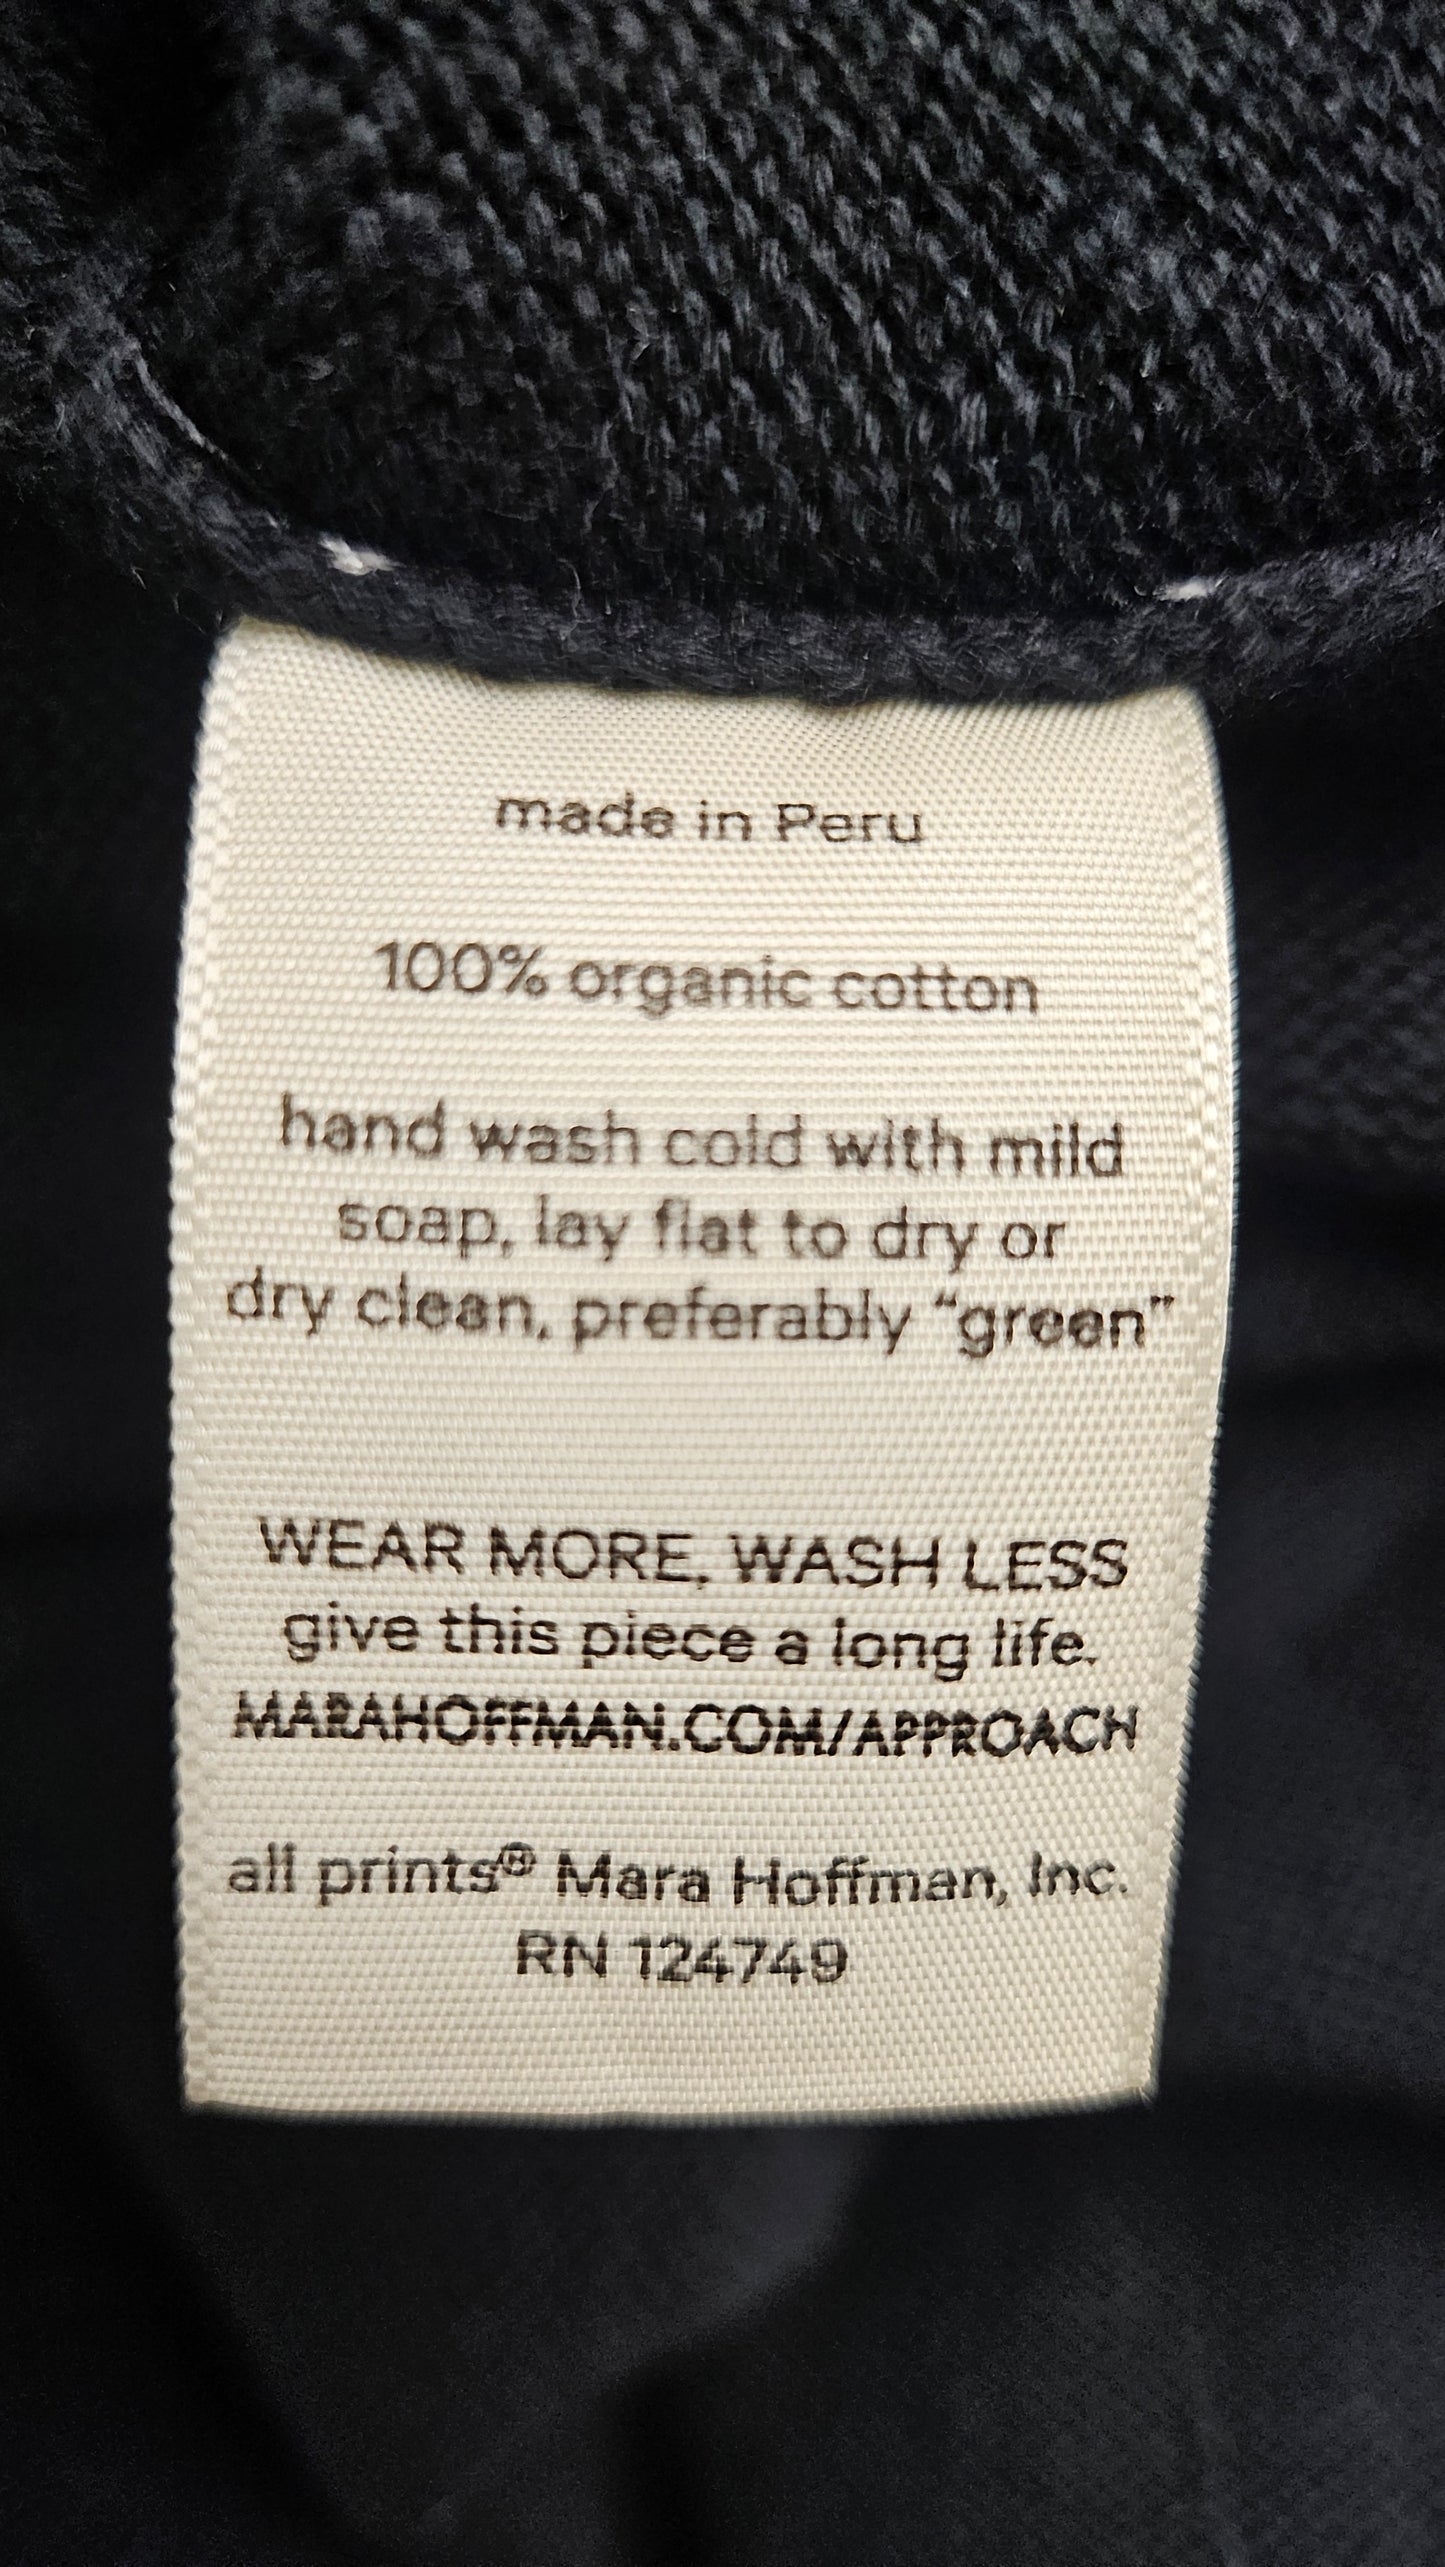 made in Peru
100% organic cotton
hand wash cold with mild
soap, lay flat to dry or
dry clean, preferably “green”
WEAR MORE, WASH LESS
give this piece a long life.
MARAHOFFMAN.COM/APPROACH
all prints® Mara Hoffman, Inc.
RN 124749